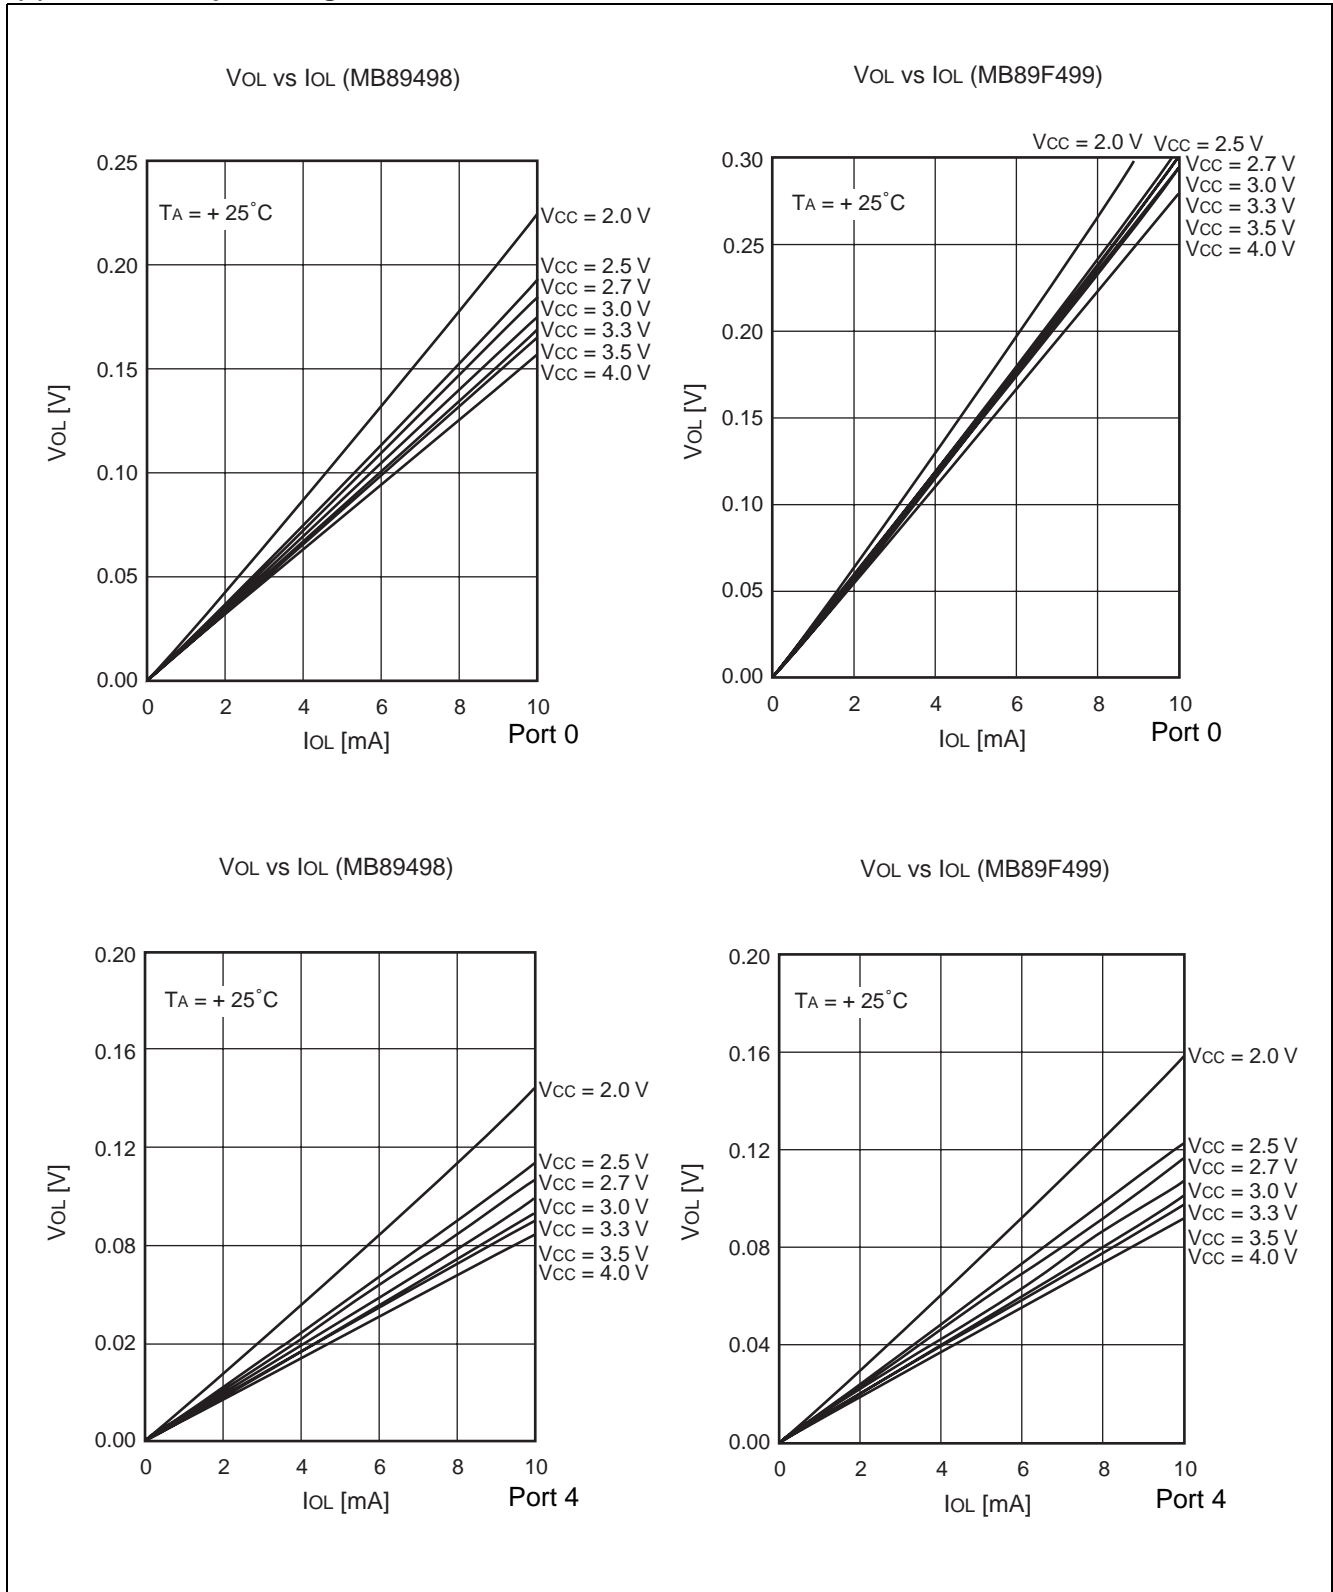 VOL vs IOL (MB89498)
0.25
0.20
0.15
0.10
0.05
0.00
VOL [V]
TA = + 25˚C
VCC = 2.0 V
VCC = 2.5 V
VCC = 2.7 V
VCC = 3.0 V
VCC = 3.3 V
VCC = 3.5 V
VCC = 4.0 V
0 2 4 6 8 10
IOL [mA]
Port 0
VOL vs IOL (MB89F499)
VCC = 2.0 V VCC = 2.5 V
VCC = 2.7 V
VCC = 3.0 V
VCC = 3.3 V
VCC = 3.5 V
VCC = 4.0 V
0.30
0.25
0.20
0.15
0.10
0.05
0.00
VOL [V]
TA = + 25˚C
0 2 4 6 8 10
IOL [mA]
Port 0
VOL vs IOL (MB89498)
0.20
0.16
0.12
0.08
0.02
0.00
VOL [V]
TA = + 25˚C
VCC = 2.0 V
VCC = 2.5 V
VCC = 2.7 V
VCC = 3.0 V
VCC = 3.3 V
VCC = 3.5 V
VCC = 4.0 V
0 2 4 6 8 10
IOL [mA]
Port 4
VOL vs IOL (MB89F499)
0.20
0.16
0.12
0.08
0.04
0.00
VOL [V]
TA = + 25˚C
VCC = 2.0 V
VCC = 2.5 V
VCC = 2.7 V
VCC = 3.0 V
VCC = 3.3 V
VCC = 3.5 V
VCC = 4.0 V
0 2 4 6 8 10
IOL [mA]
Port 4